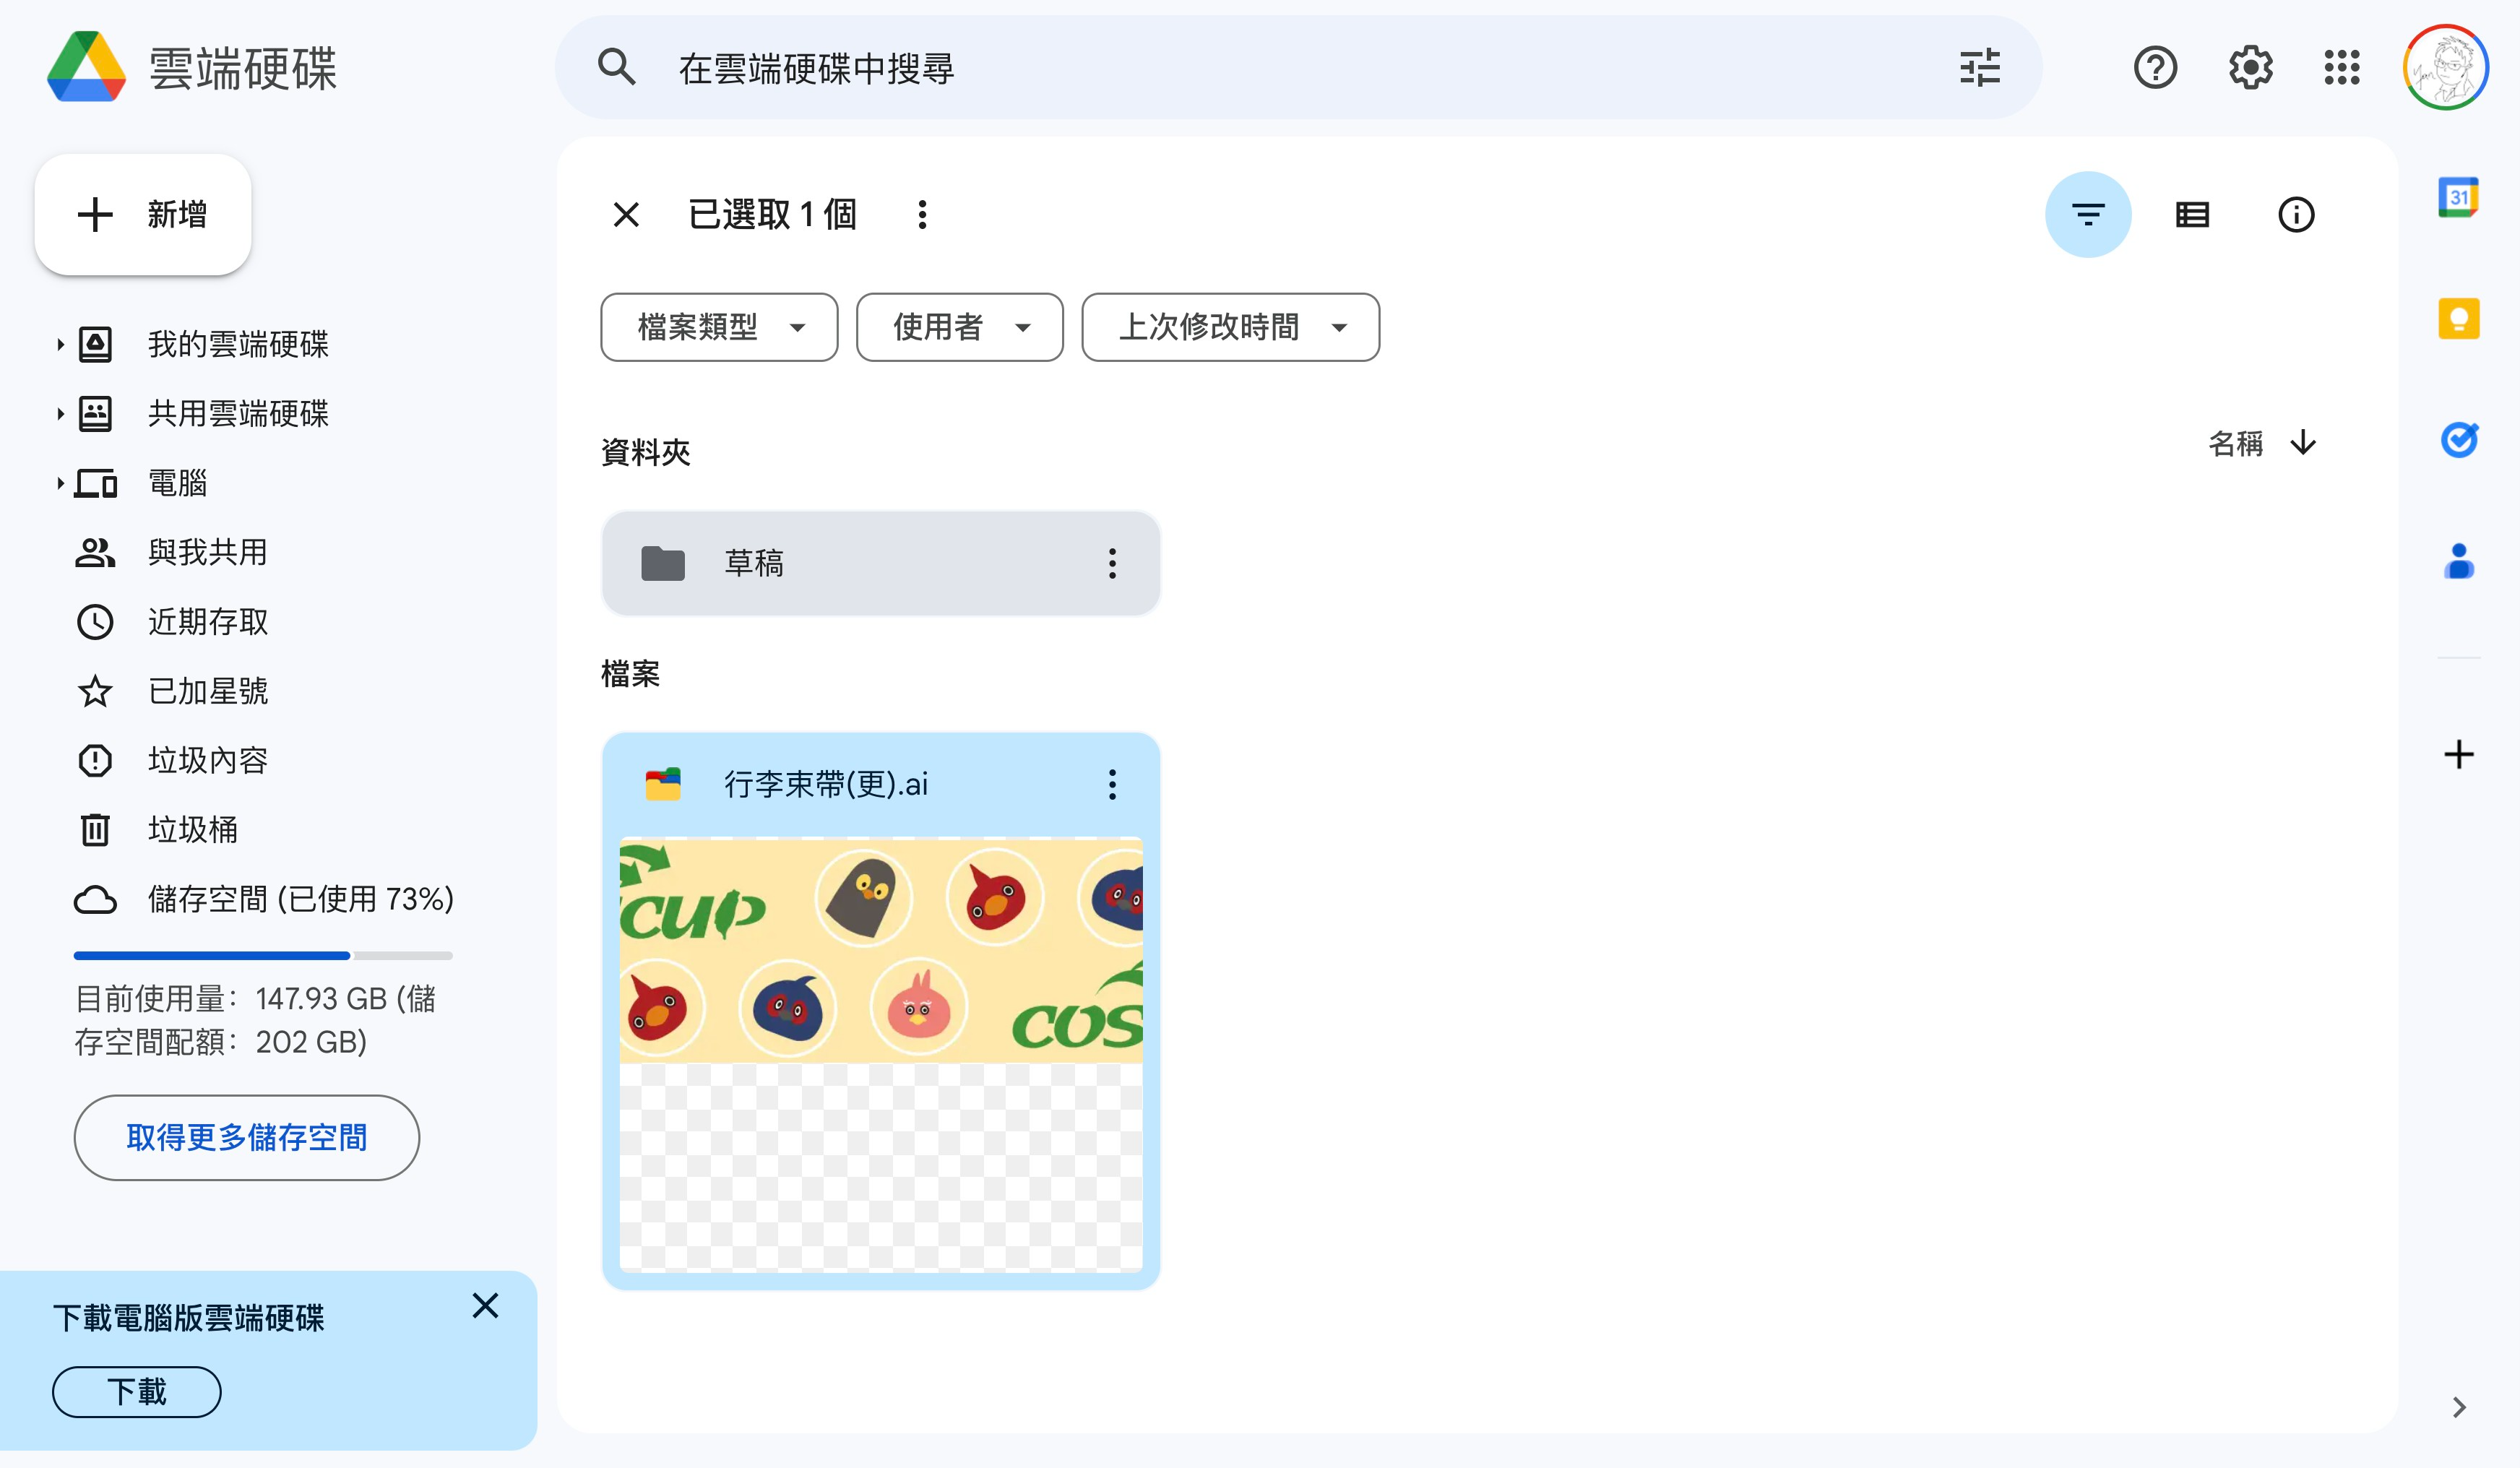 雲端硬碟
在雲端硬碟中搜尋
新增
已選取 1 個
31
檔案類型
使用者
上次修改時間
我的雲端硬碟
共用雲端硬碟
電腦
與我共用
近期存取
已加星號
垃圾內容
垃圾桶
儲存空間 (已使用 73%)
目前使用量：147.93 GB (儲
存空間配額：202 GB)
取得更多儲存空間
下載電腦版雲端硬碟
下載
資料夾
名稱
草稿
檔案
行李束帶(更).ai
cup
cos